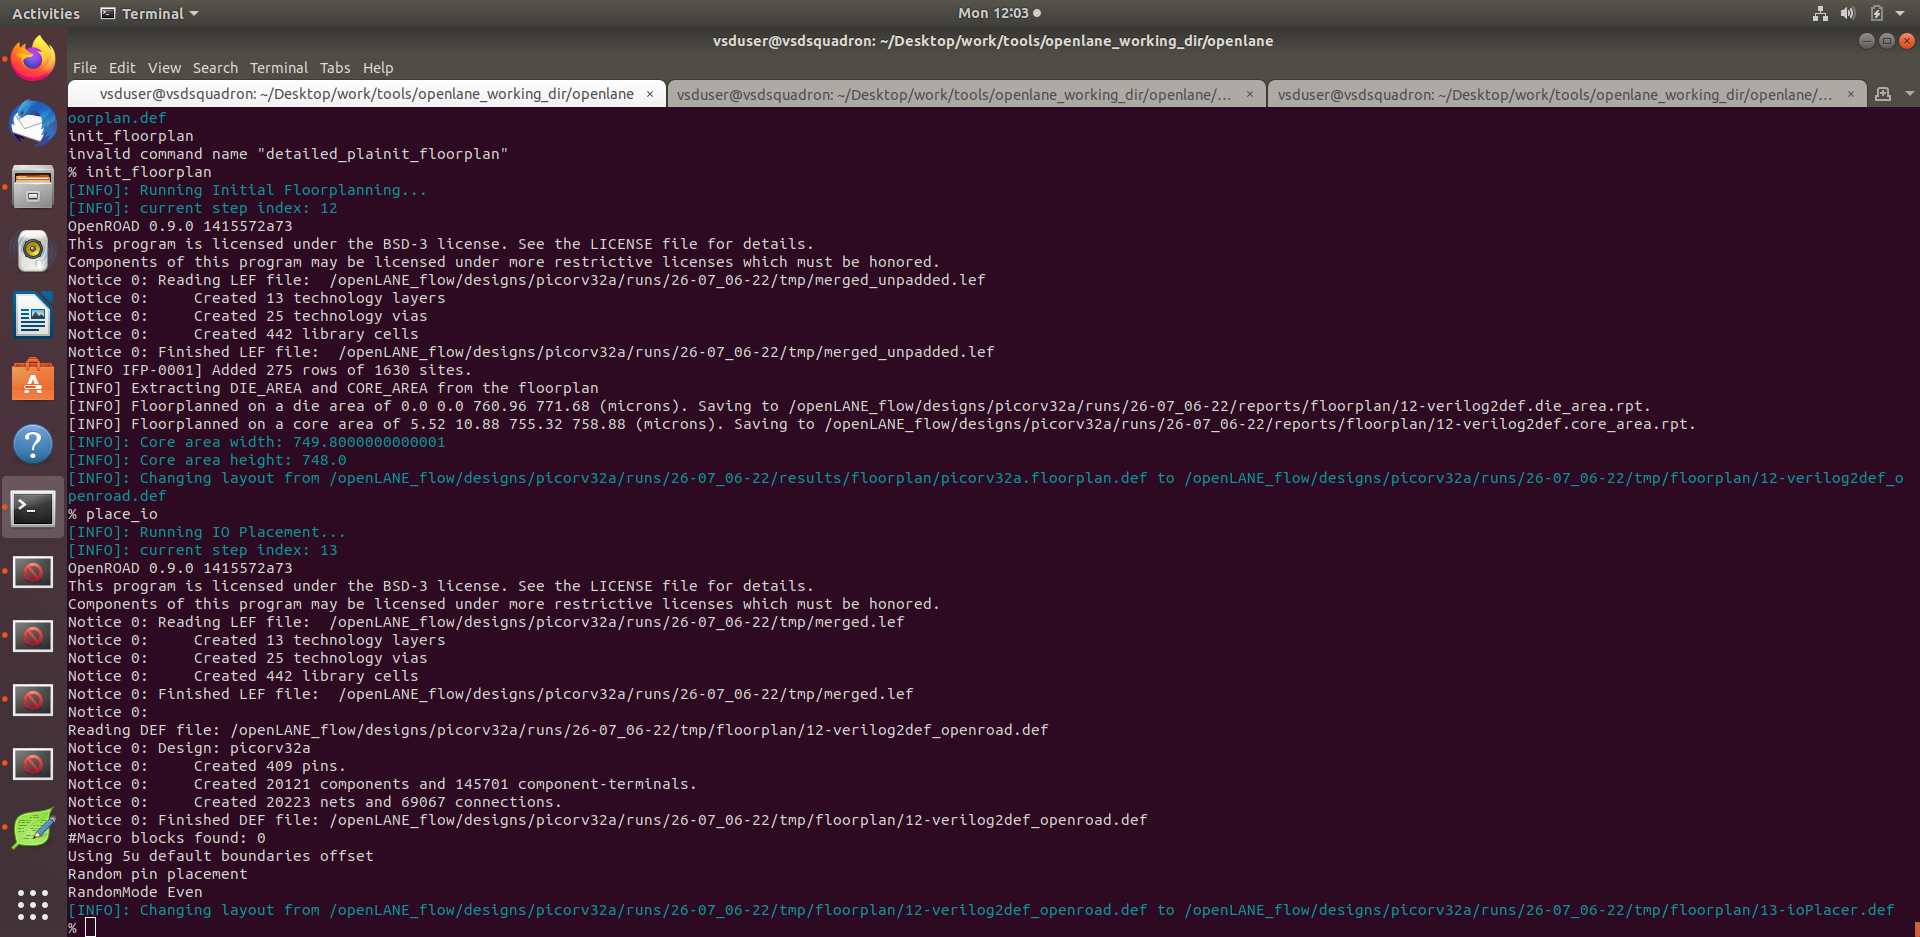 Activities Terminal Mon 12:03
vsduser@vsdsquadron: ~/Desktop/work/tools/openlane_working_dir/openlane
File Edit View Search Terminal Tabs Help
vsduser@vsdsquadron: ~/Desktop/work/tools/openlane_working_dir/openlane × vsduser@vsdsquadron: ~/Desktop/work/tools/openlane_working_dir/openlane/... × vsduser@vsdsquadron: ~/Desktop/work/tools/openlane_working_dir/openlane/... ×
oorplan.def
init_floorplan
invalid command name "detailed_plainit_floorplan"
% init_floorplan
[INFO]: Running Initial Floorplanning...
[INFO]: current step index: 12
OpenROAD 0.9.0 1415572a73
This program is licensed under the BSD-3 license. See the LICENSE file for details.
Components of this program may be licensed under more restrictive licenses which must be honored.
Notice 0: Reading LEF file:  /openLANE_flow/designs/picorv32a/runs/26-07_06-22/tmp/merged_unpadded.lef
Notice 0:     Created 13 technology layers
Notice 0:     Created 25 technology vias
Notice 0:     Created 442 library cells
Notice 0: Finished LEF file:  /openLANE_flow/designs/picorv32a/runs/26-07_06-22/tmp/merged_unpadded.lef
[INFO IFP-0001] Added 275 rows of 1630 sites.
[INFO] Extracting DIE_AREA and CORE_AREA from the floorplan
[INFO] Floorplanned on a die area of 0.0 0.0 760.96 771.68 (microns). Saving to /openLANE_flow/designs/picorv32a/runs/26-07_06-22/reports/floorplan/12-verilog2def.die_area.rpt.
[INFO] Floorplanned on a core area of 5.52 10.88 755.32 758.88 (microns). Saving to /openLANE_flow/designs/picorv32a/runs/26-07_06-22/reports/floorplan/12-verilog2def.core_area.rpt.
[INFO]: Core area width: 749.8000000000001
[INFO]: Core area height: 748.0
[INFO]: Changing layout from /openLANE_flow/designs/picorv32a/runs/26-07_06-22/results/floorplan/picorv32a.floorplan.def to /openLANE_flow/designs/picorv32a/runs/26-07_06-22/tmp/floorplan/12-verilog2def_o
penroad.def
% place_io
[INFO]: Running IO Placement...
[INFO]: current step index: 13
OpenROAD 0.9.0 1415572a73
This program is licensed under the BSD-3 license. See the LICENSE file for details.
Components of this program may be licensed under more restrictive licenses which must be honored.
Notice 0: Reading LEF file:  /openLANE_flow/designs/picorv32a/runs/26-07_06-22/tmp/merged.lef
Notice 0:     Created 13 technology layers
Notice 0:     Created 25 technology vias
Notice 0:     Created 442 library cells
Notice 0: Finished LEF file:  /openLANE_flow/designs/picorv32a/runs/26-07_06-22/tmp/merged.lef
Notice 0:
Reading DEF file: /openLANE_flow/designs/picorv32a/runs/26-07_06-22/tmp/floorplan/12-verilog2def_openroad.def
Notice 0: Design: picorv32a
Notice 0:     Created 409 pins.
Notice 0:     Created 20121 components and 145701 component-terminals.
Notice 0:     Created 20223 nets and 69067 connections.
Notice 0: Finished DEF file: /openLANE_flow/designs/picorv32a/runs/26-07_06-22/tmp/floorplan/12-verilog2def_openroad.def
#Macro blocks found: 0
Using 5u default boundaries offset
Random pin placement
RandomMode Even
[INFO]: Changing layout from /openLANE_flow/designs/picorv32a/runs/26-07_06-22/tmp/floorplan/12-verilog2def_openroad.def to /openLANE_flow/designs/picorv32a/runs/26-07_06-22/tmp/floorplan/13-ioPlacer.def
%